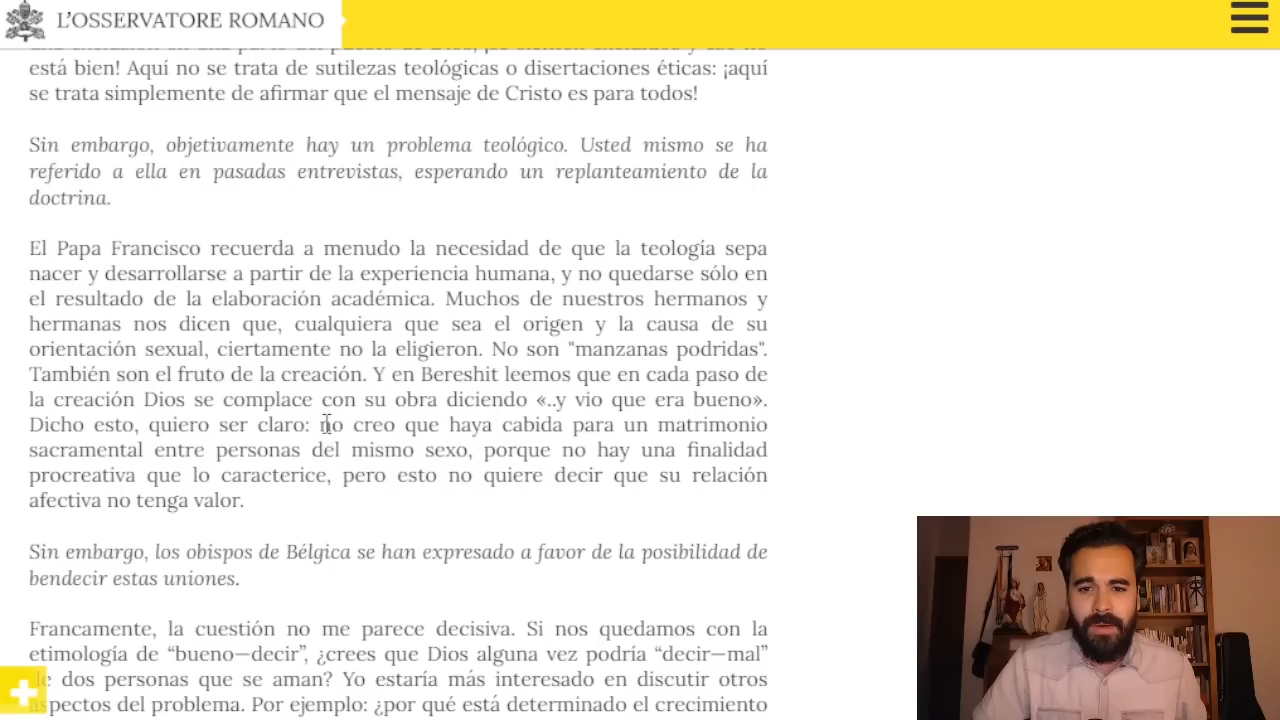 L'OSSERVATORE ROMANO
está bien! Aquí no se trata de sutilezas teológicas o disertaciones éticas: ¡aquí
se trata simplemente de afirmar que el mensaje de Cristo es para todos!
Sin embargo, objetivamente hay un problema teológico. Usted mismo se ha
referido a ella en pasadas entrevistas, esperando un replanteamiento de la
doctrina.
El Papa Francisco recuerda a menudo la necesidad de que la teología sepa
nacer y desarrollarse a partir de la experiencia humana, y no quedarse sólo en
el resultado de la elaboración académica. Muchos de nuestros hermanos y
hermanas nos dicen que, cualquiera que sea el origen y la causa de su
orientación sexual, ciertamente no la eligieron. No son "manzanas podridas".
También son el fruto de la creación. Y en Bereshit leemos que en cada paso de
la creación Dios se complace con su obra diciendo «..y vio que era bueno».
Dicho esto, quiero ser claro: no creo que haya cabida para un matrimonio
sacramental entre personas del mismo sexo, porque no hay una finalidad
procreativa que lo caracterice, pero esto no quiere decir que su relación
afectiva no tenga valor.
Sin embargo, los obispos de Bélgica se han expresado a favor de la posibilidad de
bendecir estas uniones.
Francamente, la cuestión no me parece decisiva. Si nos quedamos con la
etimología de “bueno—decir”, ¿crees que Dios alguna vez podría “decir—mal”
de dos personas que se aman? Yo estaría más interesado en discutir otros
aspectos del problema. Por ejemplo: ¿por qué está determinado el crecimiento